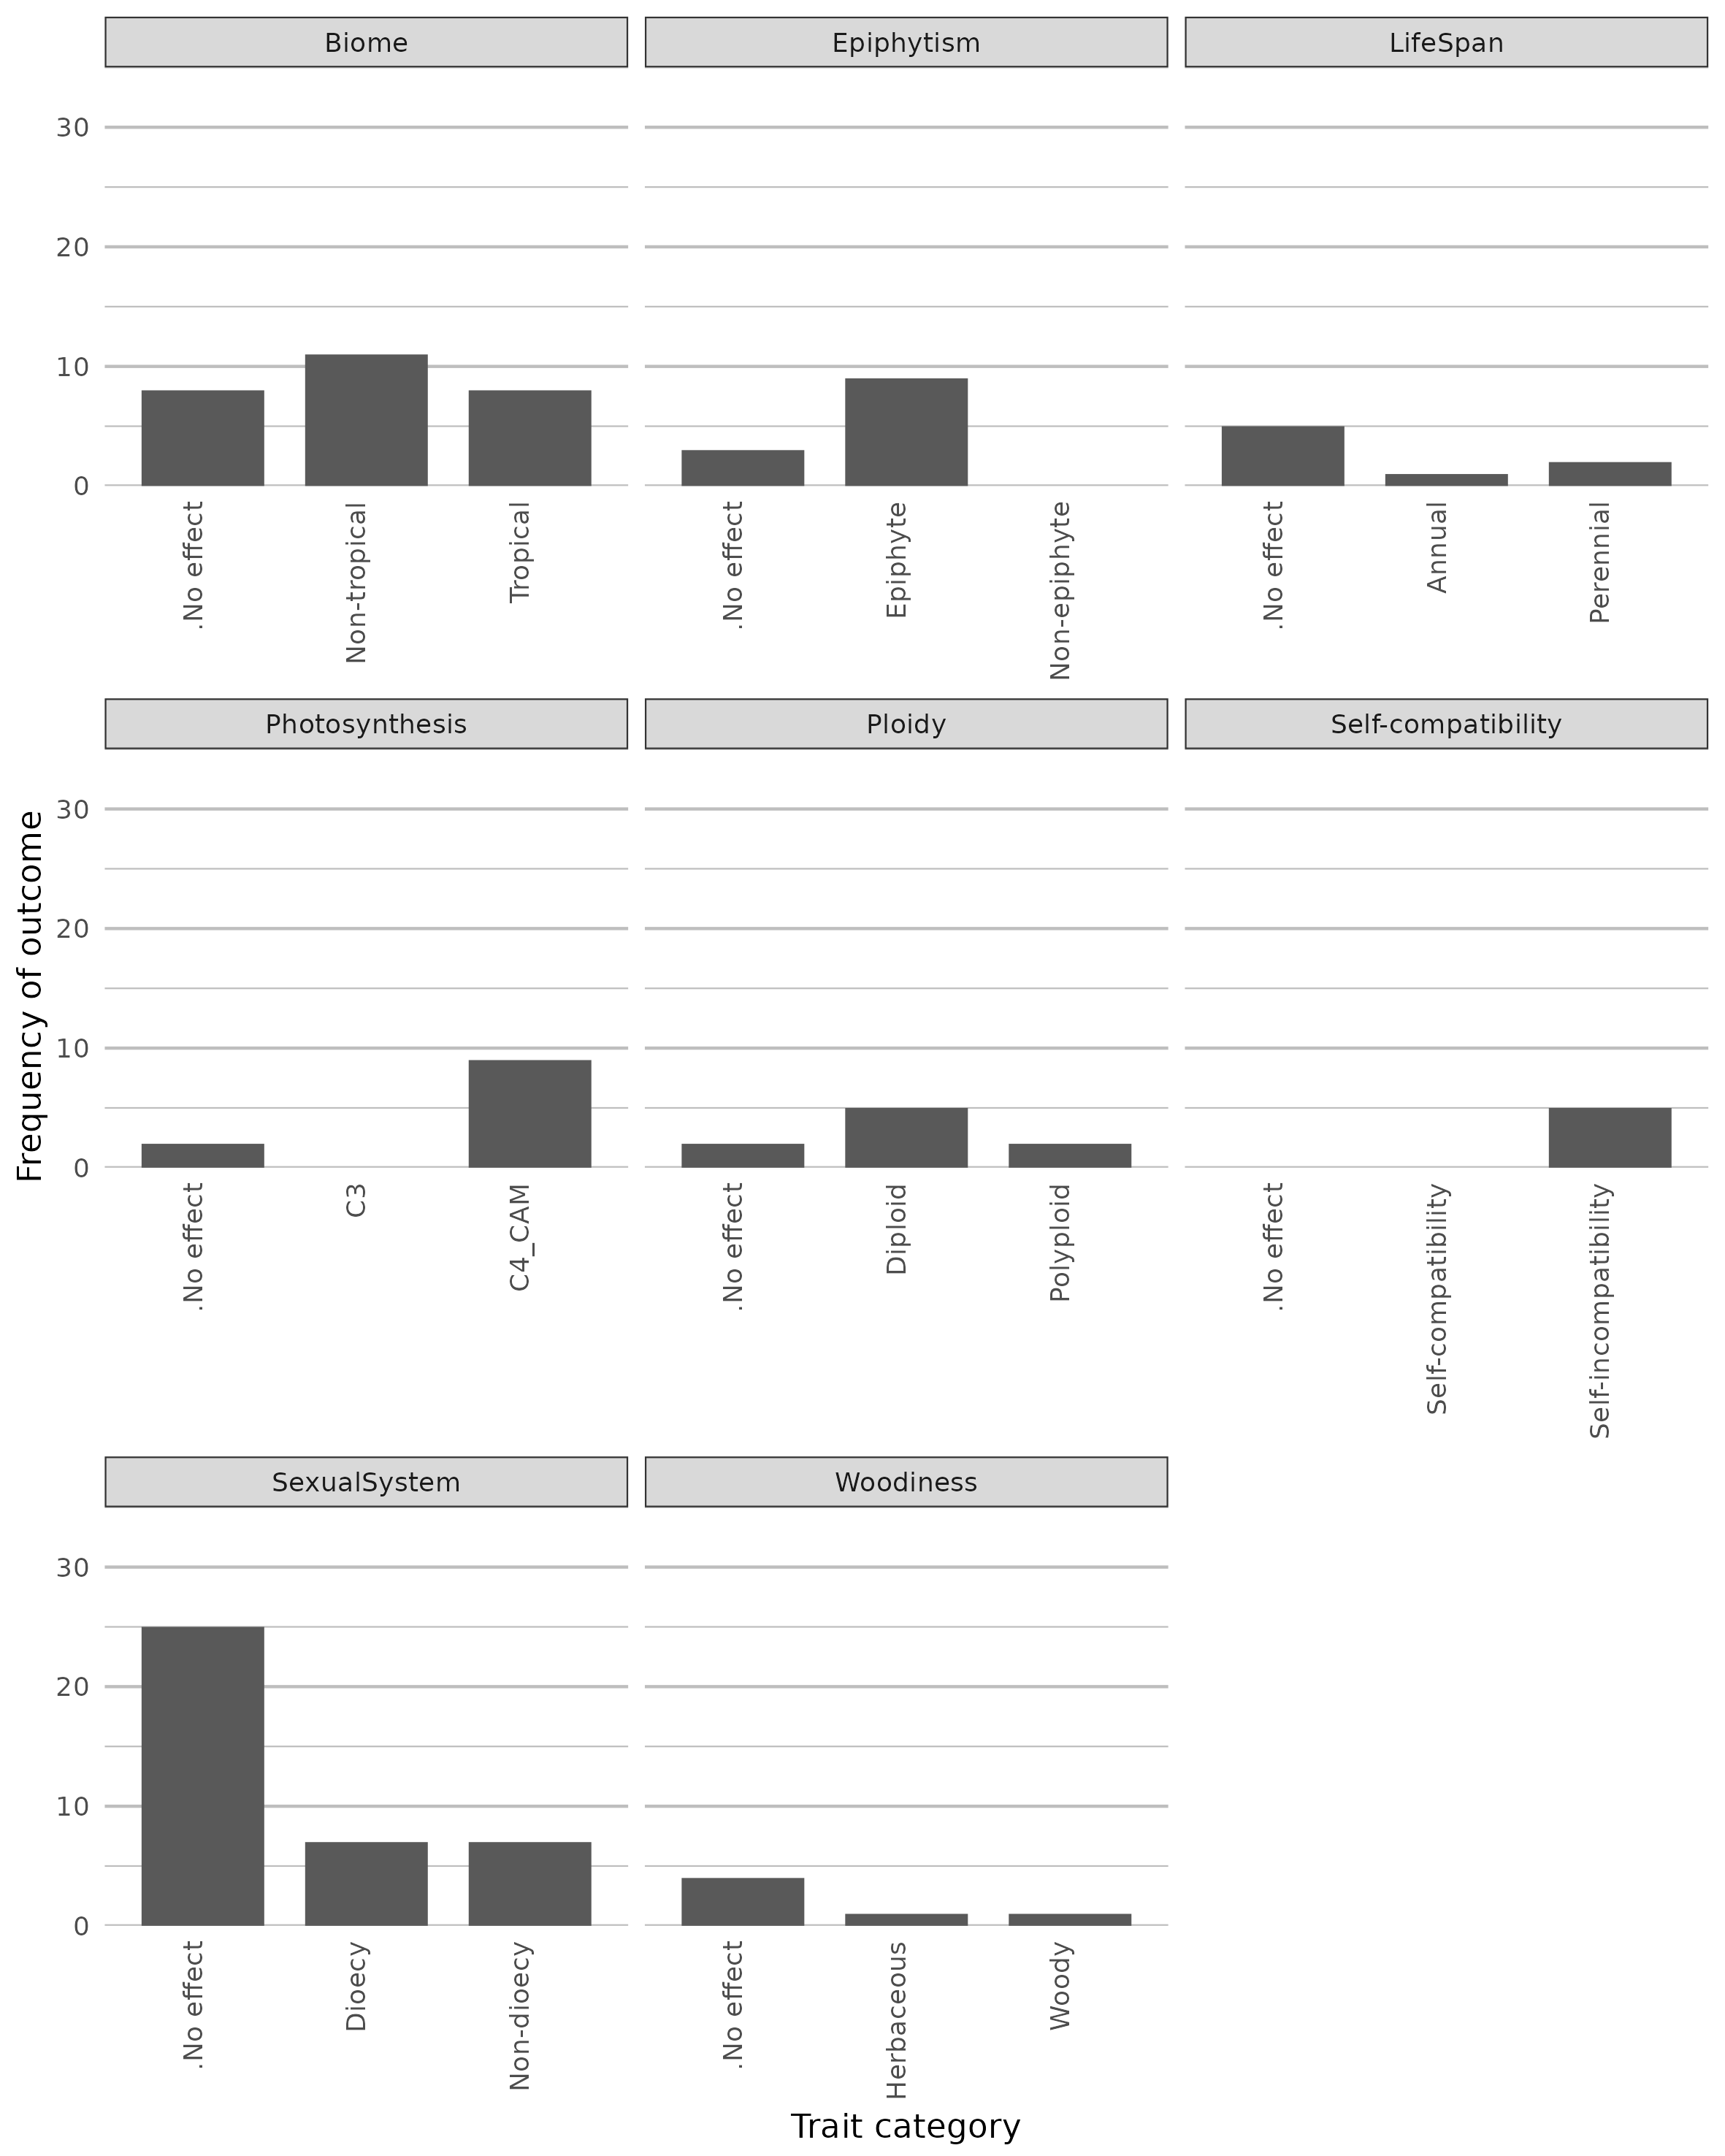 Biome
Epiphytism
LifeSpan
30
20
10
0
.No effect
Non-tropical
Tropical
.No effect
Epiphyte
Non-epiphyte
.No effect
Annual
Perennial
Photosynthesis
Ploidy
Self-compatibility
Frequency of outcome
30
20
10
0
.No effect
C3
C4_CAM
.No effect
Diploid
Polyploid
.No effect
Self-compatibility
Self-incompatibility
SexualSystem
Woodiness
30
20
10
0
.No effect
Dioecy
Non-dioecy
.No effect
Herbaceous
Woody
Trait category